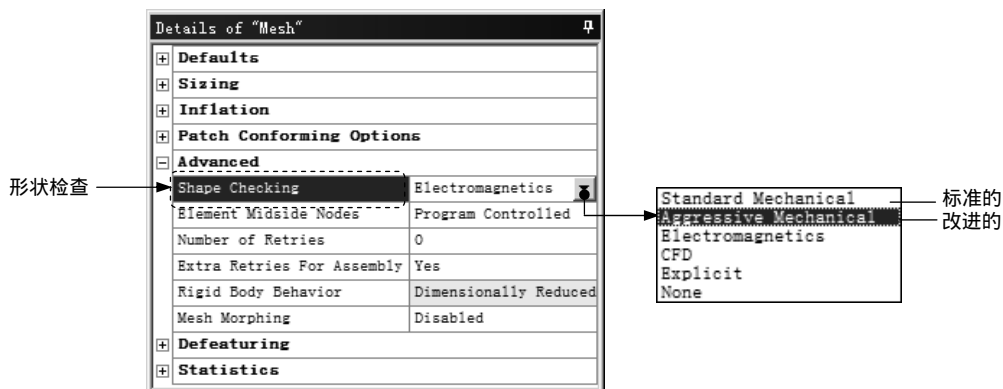 Details of "Mesh"
Defaults
Sizing
Inflation
Patch Conforming Options
Advanced
形状检查
Shape Checking Electromagnetics
Element Midside Nodes Program Controlled
Number of Retries 0
Extra Retries For Assembly Yes
Rigid Body Behavior Dimensionally Reduced
Mesh Morphing Disabled
Defeaturing
Statistics
Standard Mechanical 标准的
Aggressive Mechanical 改进的
Electromagnetics
CFD
Explicit
None